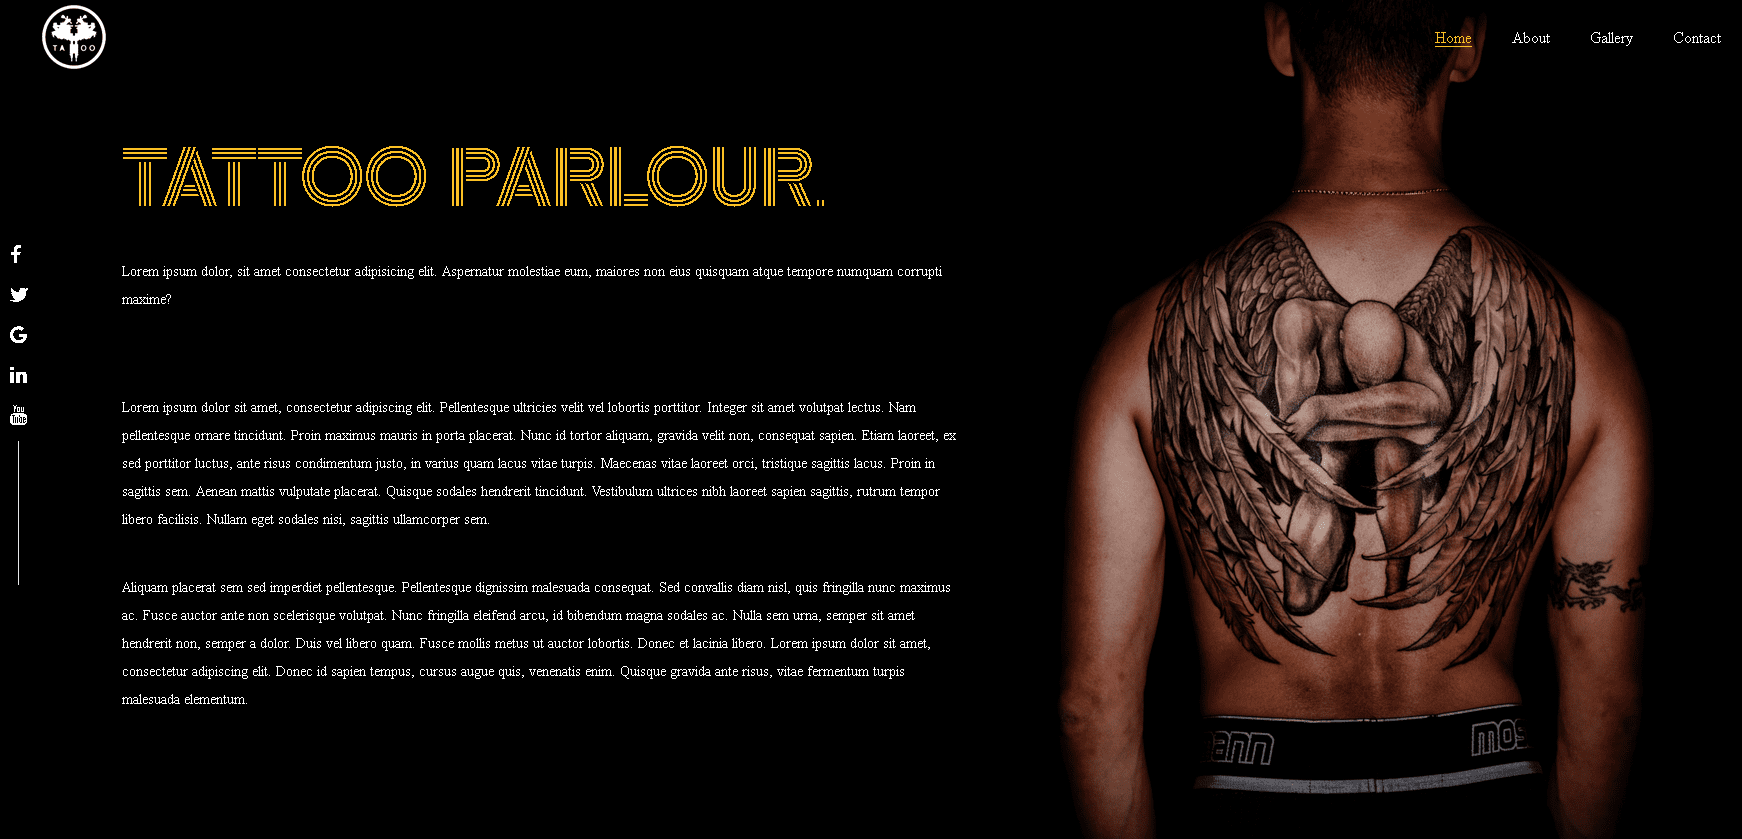 TATOO
Home About Gallery Contact
TATTOO PARLOUR.
Lorem ipsum dolor, sit amet consectetur adipisicing elit. Aspernatur molestiae eum, maiores non eius quisquam atque tempore numquam corrupti
maxime?
Lorem ipsum dolor sit amet, consectetur adipiscing elit. Pellentesque ultricies velit vel lobortis porttitor. Integer sit amet volutpat lectus. Nam
pellentesque ornare tincidunt. Proin maximus mauris in porta placerat. Nunc id tortor aliquam, gravida velit non, consequat sapien. Etiam laoreet, ex
sed porttitor luctus, ante risus condimentum justo, in varius quam lacus vitae turpis. Maecenas vitae laoreet orci, tristique sagittis lacus. Proin in
sagittis sem. Aenean mattis vulputate placerat. Quisque sodales hendrerit tincidunt. Vestibulum ultrices nibh laoreet sapien sagittis, rutrum tempor
libero facilisis. Nullam eget sodales nisi, sagittis ullamcorper sem.
Aliquam placerat sem sed imperdiet pellentesque. Pellentesque dignissim malesuada consequat. Sed convallis diam nisl, quis fringilla nunc maximus
ac. Fusce auctor ante non scelerisque volutpat. Nunc fringilla eleifend arcu, id bibendum magna sodales ac. Nulla sem urna, semper sit amet
hendrerit non, semper a dolor. Duis vel libero quam. Fusce mollis metus ut auctor lobortis. Donec et lacinia libero. Lorem ipsum dolor sit amet,
consectetur adipiscing elit. Donec id sapien tempus, cursus augue quis, venenatis enim. Quisque gravida ante risus, vitae fermentum turpis
malesuada elementum.
You
Tube
ann mos